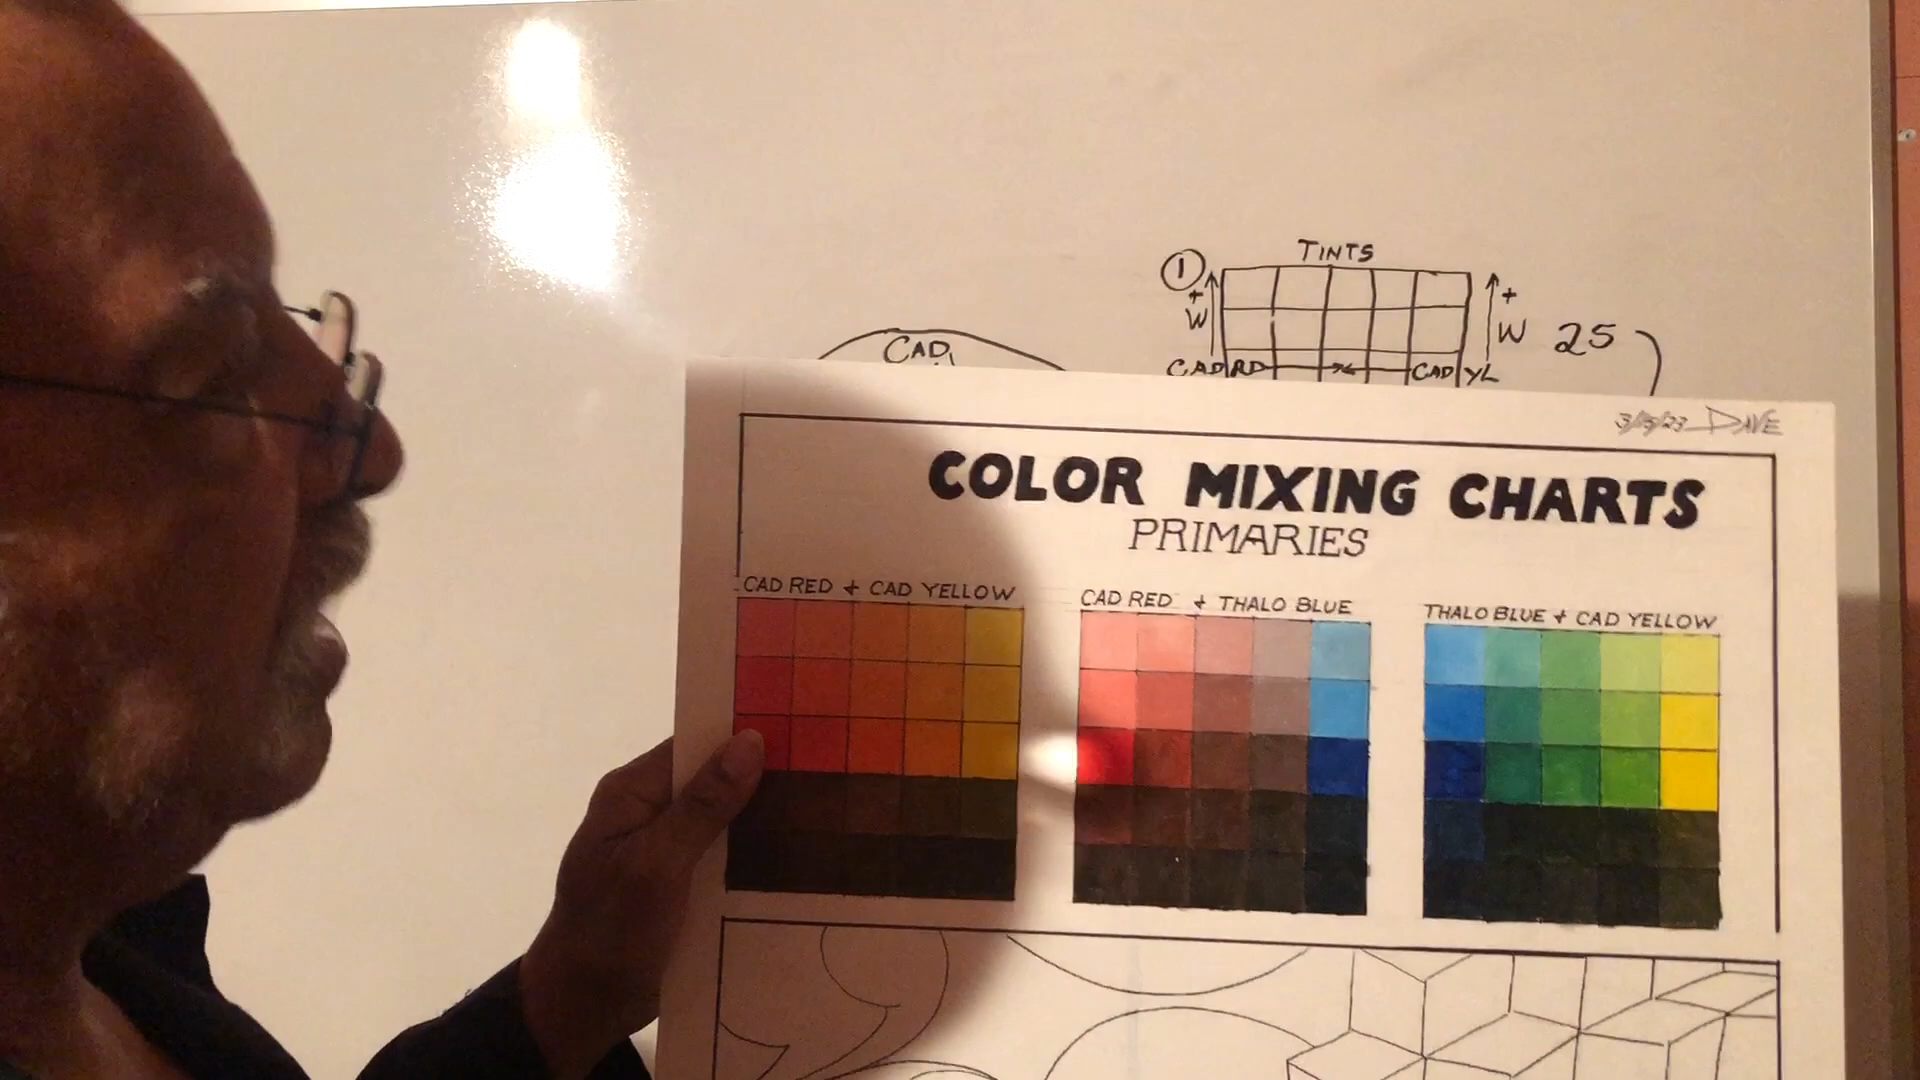 TINTS
1
+ +
W W 25
CAD
CAD RD CAD YL
DAVE
COLOR MIXING CHARTS
PRIMARIES
CAD RED + CAD YELLOW
CAD RED + THALO BLUE
THALO BLUE + CAD YELLOW